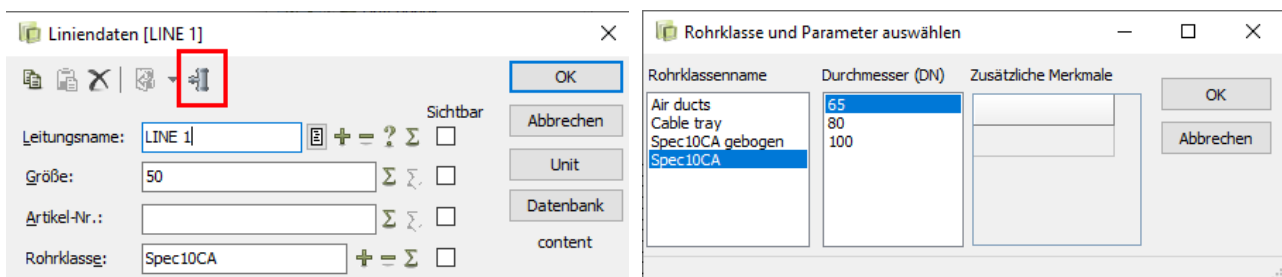 Liniendaten [LINE 1]
OK
Sichtbar
Abbrechen
Leitungsname: LINE 1
Unit
Größe: 50
Datenbank
Artikel-Nr.:
content
Rohrklasse: Spec10CA
Rohrklasse und Parameter auswählen
Rohrklassenname
Durchmesser (DN)
Zusätzliche Merkmale
Air ducts
Cable tray
Spec10CA gebogen
Spec10CA
65
80
100
OK
Abbrechen